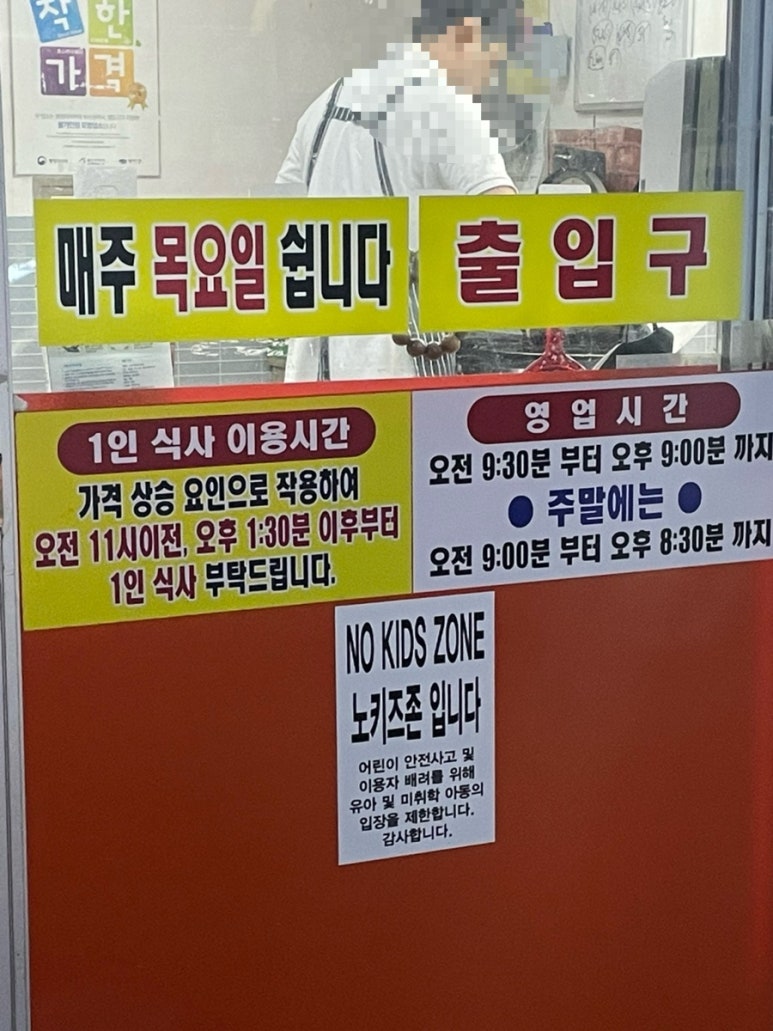 착한
가격
매주 목요일 쉽니다
출입구
1인 식사 이용시간
가격 상승 요인으로 작용하여
오전 11시이전, 오후 1:30분 이후부터
1인 식사 부탁드립니다.
영업시간
오전 9:30분 부터 오후 9:00분 까지
● 주말에는 ●
오전 9:00분 부터 오후 8:30분 까지
NO KIDS ZONE
노키즈존 입니다
어린이 안전사고 및
이용자 배려를 위해
유아 및 미취학 아동의
입장을 제한합니다.
감사합니다.